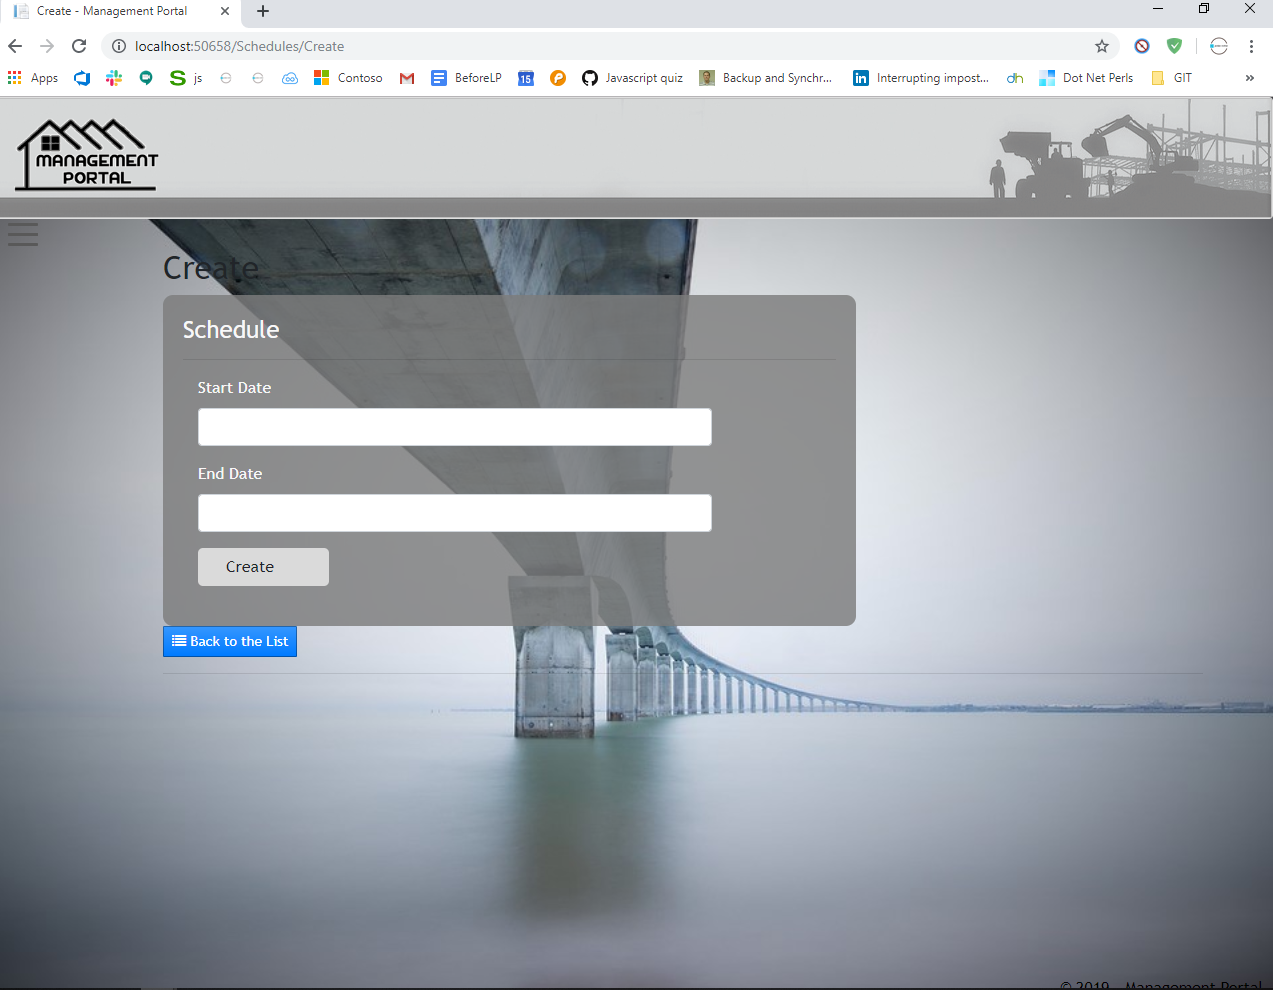 Create - Management Portal
localhost:50658/Schedules/Create
Apps
js
Contoso
BeforeLP
15
Javascript quiz
Backup and Synchr...
in
Interrupting impost...
dh
Dot Net Perls
GIT
»
MANAGEMENT
PORTAL
Create
Schedule
Start Date
End Date
Create
Back to the List
© 2019 - Management Portal